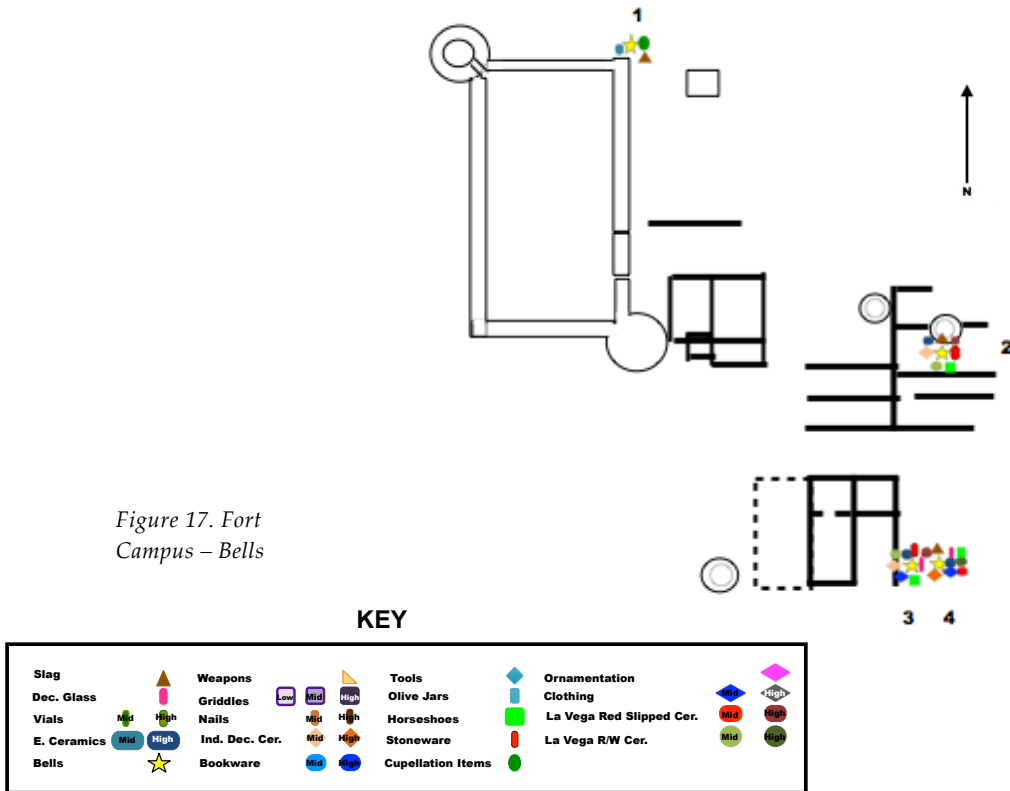 1
N
2
Figure 17. Fort
Campus – Bells
3 4
KEY
Slag Weapons Tools Ornamentation
Dec. Glass Griddles Low Mid High Olive Jars Clothing Mid High
Vials Mid High Nails Mid High Horseshoes La Vega Red Slipped Cer. Mid High
E. Ceramics Mid High Ind. Dec. Cer. Mid High Stoneware La Vega R/W Cer. Mid High
Bells Bookware Mid High Cupellation Items